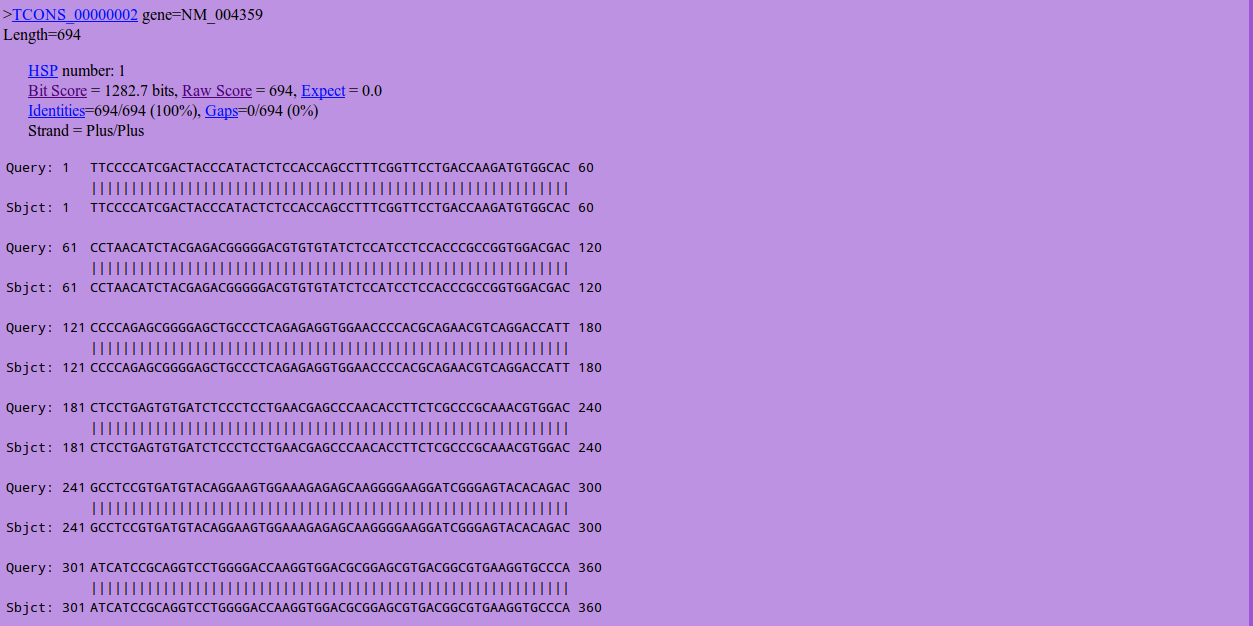 >TCONS_00000002 gene=NM_004359
Length=694
HSP number: 1
Bit Score = 1282.7 bits, Raw Score = 694, Expect = 0.0
Identities=694/694 (100%), Gaps=0/694 (0%)
Strand = Plus/Plus
Query: 1 TTCCCCATCGACTACCCATACTCTCCACCAGCCTTTCGGTTCCTGACCAAGATGTGGCAC 60
||||||||||||||||||||||||||||||||||||||||||||||||||||||||||||
Sbjct: 1 TTCCCCATCGACTACCCATACTCTCCACCAGCCTTTCGGTTCCTGACCAAGATGTGGCAC 60
Query: 61 CCTAACATCTACGAGACGGGGGACGTGTGTATCTCCATCCTCCACCCGCCGGTGGACGAC 120
||||||||||||||||||||||||||||||||||||||||||||||||||||||||||||
Sbjct: 61 CCTAACATCTACGAGACGGGGGACGTGTGTATCTCCATCCTCCACCCGCCGGTGGACGAC 120
Query: 121 CCCCAGAGCGGGGAGCTGCCCTCAGAGAGGTGGAACCCCACGCAGAACGTCAGGACCATT 180
||||||||||||||||||||||||||||||||||||||||||||||||||||||||||||
Sbjct: 121 CCCCAGAGCGGGGAGCTGCCCTCAGAGAGGTGGAACCCCACGCAGAACGTCAGGACCATT 180
Query: 181 CTCCTGAGTGTGATCTCCCTCCTGAACGAGCCCAACACCTTCTCGCCCGCAAACGTGGAC 240
||||||||||||||||||||||||||||||||||||||||||||||||||||||||||||
Sbjct: 181 CTCCTGAGTGTGATCTCCCTCCTGAACGAGCCCAACACCTTCTCGCCCGCAAACGTGGAC 240
Query: 241 GCCTCCGTGATGTACAGGAAGTGGAAAGAGAGCAAGGGGAAGGATCGGGAGTACACAGAC 300
||||||||||||||||||||||||||||||||||||||||||||||||||||||||||||
Sbjct: 241 GCCTCCGTGATGTACAGGAAGTGGAAAGAGAGCAAGGGGAAGGATCGGGAGTACACAGAC 300
Query: 301 ATCATCCGCAGGTCCTGGGGACCAAGGTGGACGCGGAGCGTGACGGCGTGAAGGTGCCCA 360
||||||||||||||||||||||||||||||||||||||||||||||||||||||||||||
Sbjct: 301 ATCATCCGCAGGTCCTGGGGACCAAGGTGGACGCGGAGCGTGACGGCGTGAAGGTGCCCA 360